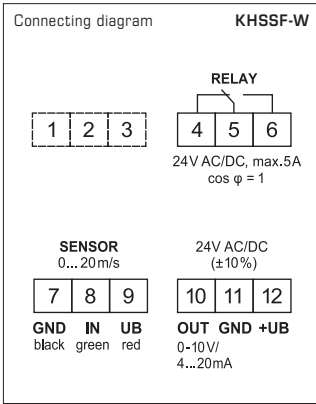 Connecting diagram KHSSF-W
RELAY
1 2 3 4 5 6
24V AC/DC, max.5A
cos φ = 1
SENSOR
0...20m/s
24V AC/DC
(±10%)
7 8 9 10 11 12
GND IN UB OUT GND +UB
black green red 0-10V/
4...20mA